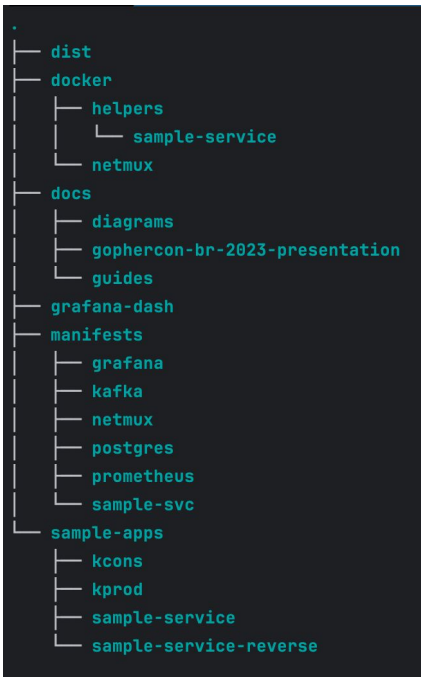 .
├── dist
├── docker
│   ├── helpers
│   │   └── sample-service
│   └── netmux
├── docs
│   ├── diagrams
│   ├── gophercon-br-2023-presentation
│   └── guides
├── grafana-dash
├── manifests
│   ├── grafana
│   ├── kafka
│   ├── netmux
│   ├── postgres
│   ├── prometheus
│   └── sample-svc
└── sample-apps
    ├── kcons
    ├── kprod
    ├── sample-service
    └── sample-service-reverse